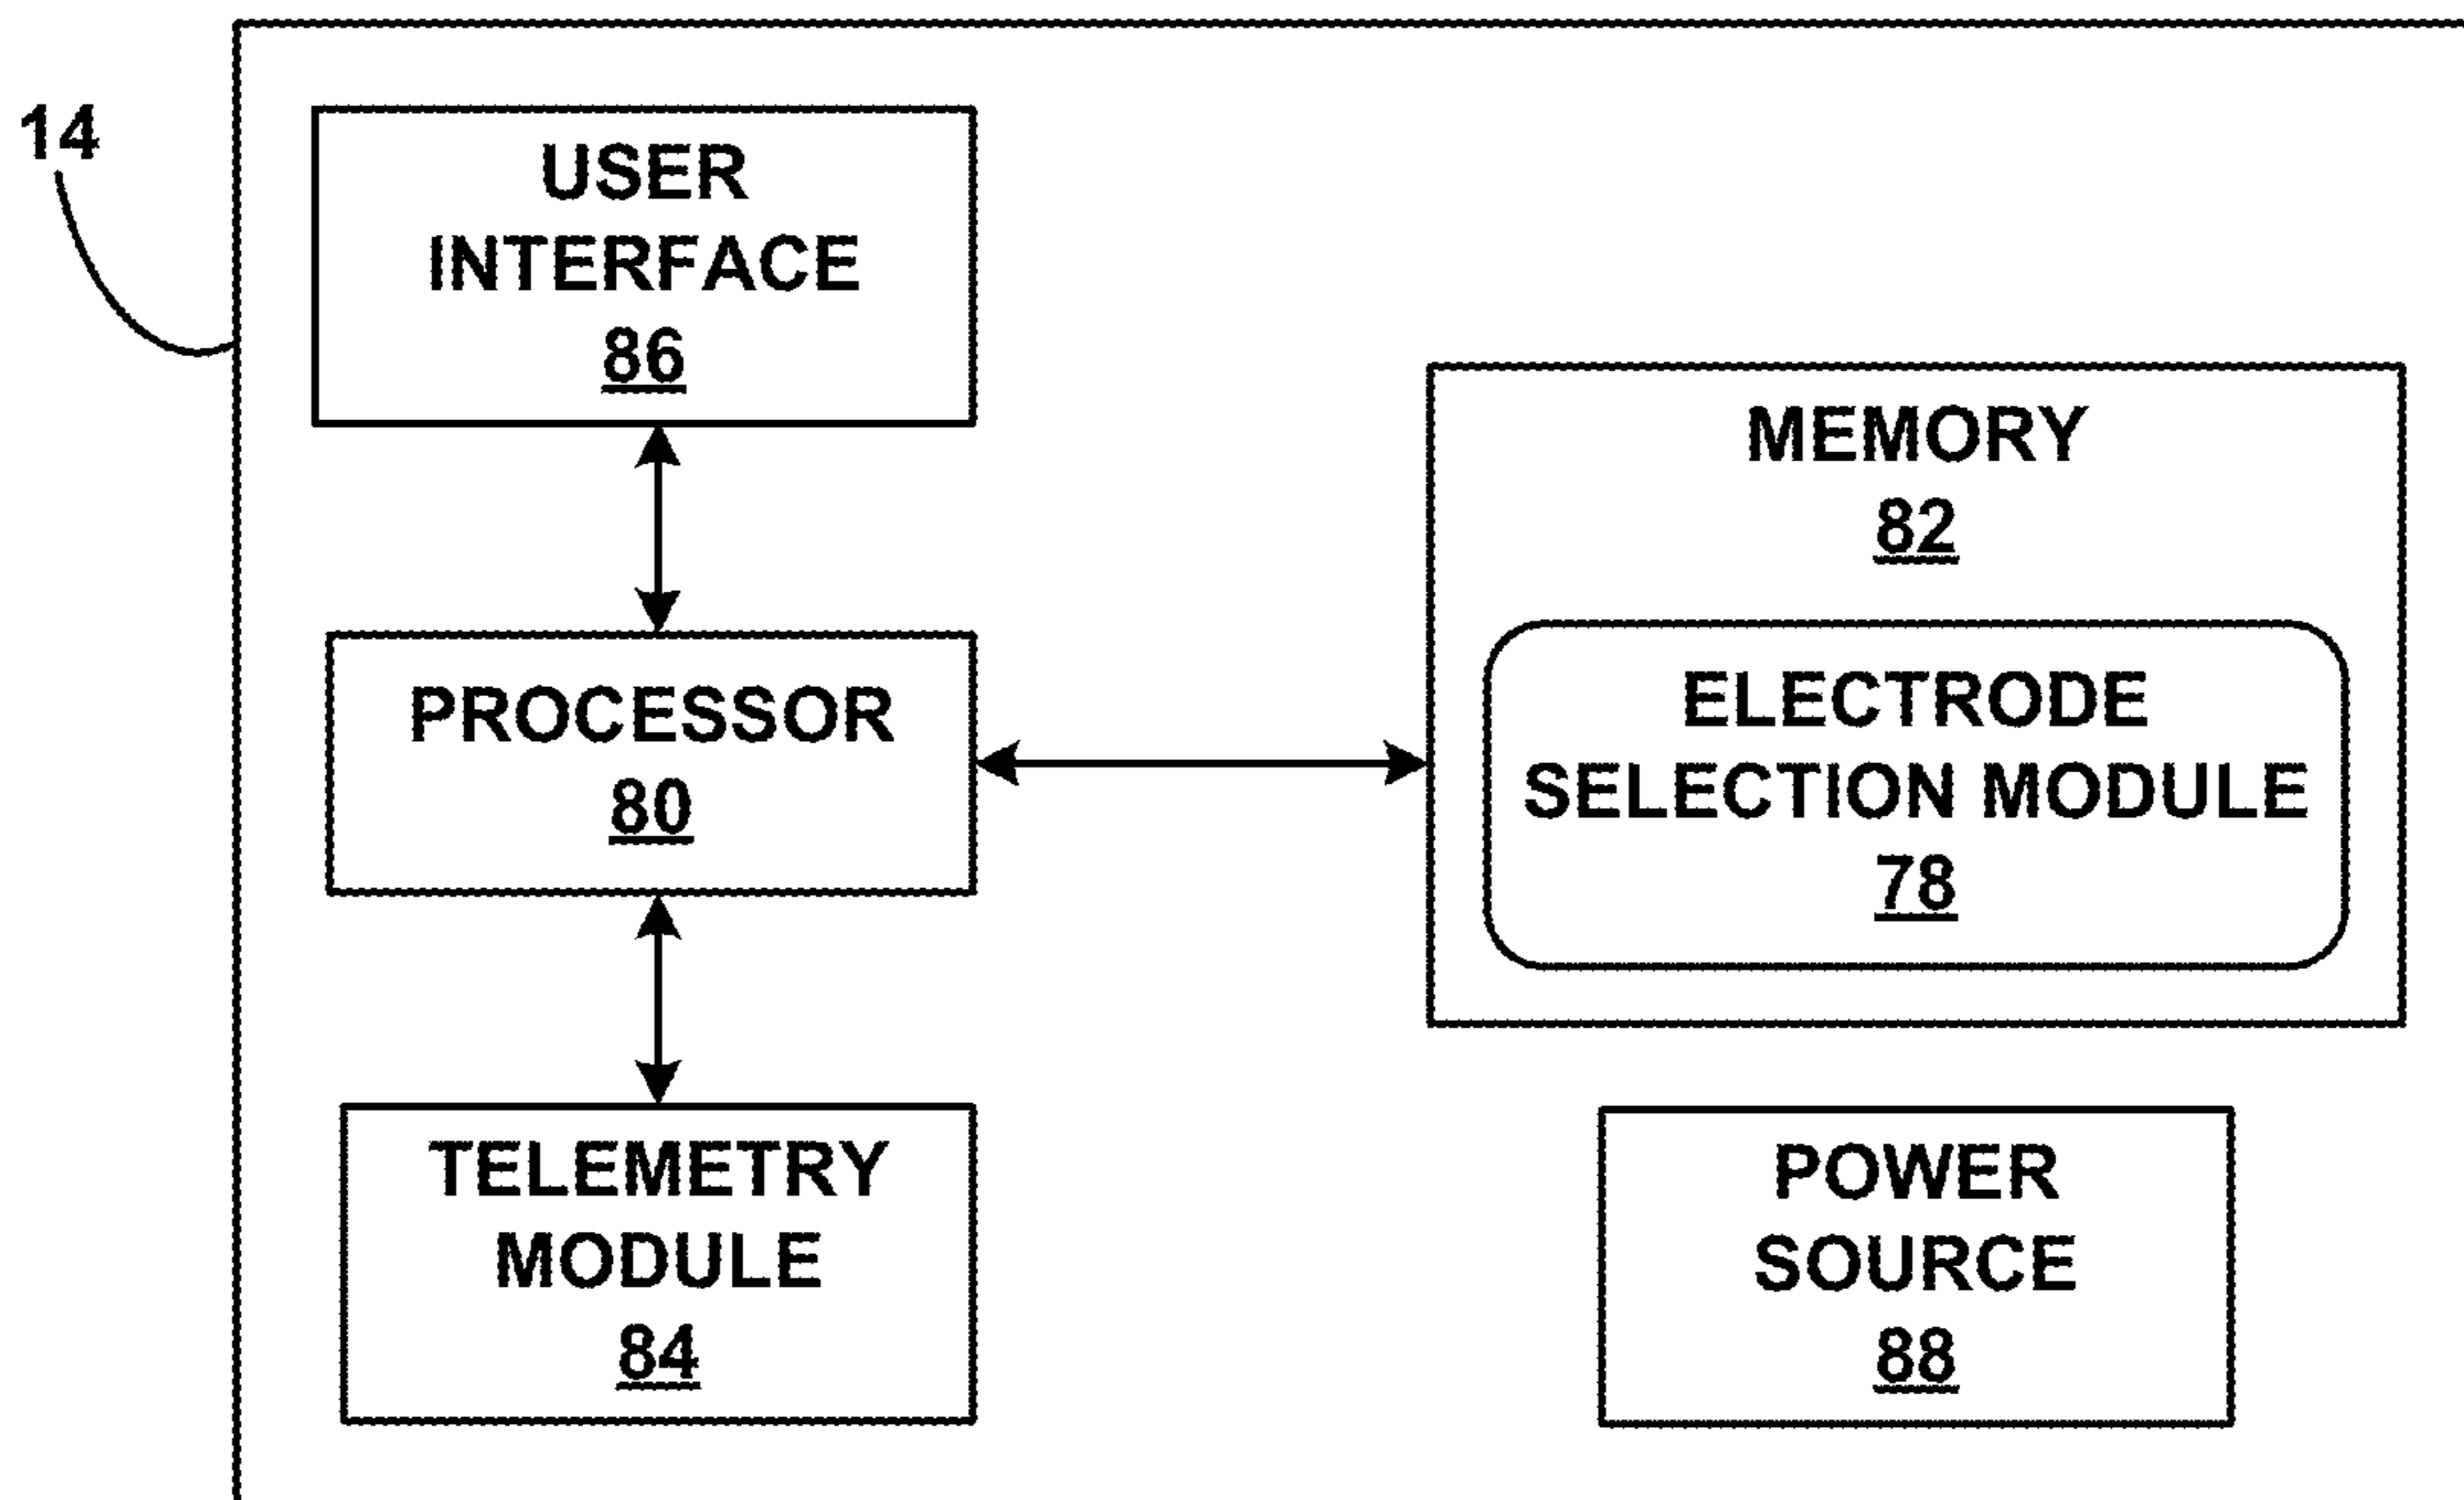 14
USER
INTERFACE
86
MEMORY
82
PROCESSOR
80
ELECTRODE
SELECTION MODULE
78
TELEMETRY
MODULE
84
POWER
SOURCE
88